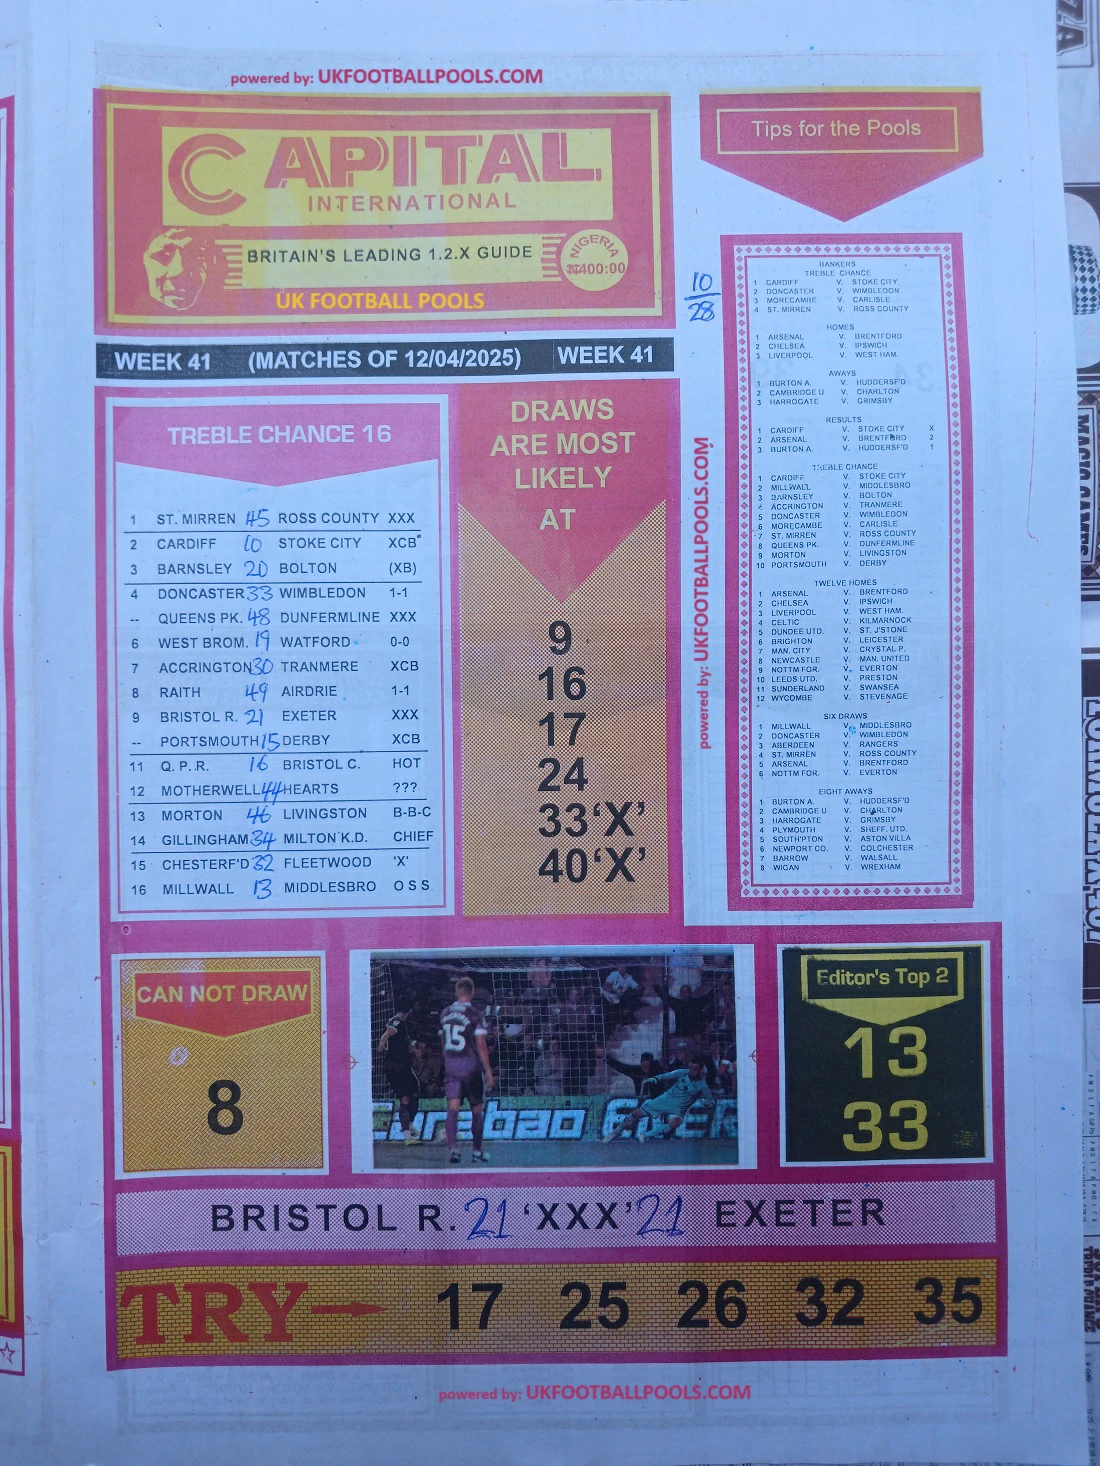 powered by: UKFOOTBALLPOOLS.COM
CAPITAL
INTERNATIONAL
BRITAIN'S LEADING 1.2.X GUIDE
NIGERIA
₦400:00
UK FOOTBALL POOLS
WEEK 41 (MATCHES OF 12/04/2025) WEEK 41
TREBLE CHANCE 16
1 ST. MIRREN 45 ROSS COUNTY XXX
2 CARDIFF 10 STOKE CITY XCB
3 BARNSLEY 20 BOLTON (XB)
4 DONCASTER 33 WIMBLEDON 1-1
-- QUEENS PK. 48 DUNFERMLINE XXX
6 WEST BROM. 19 WATFORD 0-0
7 ACCRINGTON 30 TRANMERE XCB
8 RAITH 49 AIRDRIE 1-1
9 BRISTOL R. 21 EXETER XXX
-- PORTSMOUTH 15 DERBY XCB
11 Q.P.R. 16 BRISTOL C. HOT
12 MOTHERWELL 44 HEARTS ???
13 MORTON 46 LIVINGSTON B-B-C
14 GILLINGHAM 34 MILTON K.D. CHIEF
15 CHESTERF'D 32 FLEETWOOD 'X'
16 MILLWALL 13 MIDDLESBRO O S S
DRAWS
ARE MOST
LIKELY
AT
9
16
17
24
33'X'
40'X'
Tips for the Pools
10
28
powered by: UKFOOTBALLPOOLS.COM
BANKERS
TREBLE CHANCE
1 CARDIFF V. STOKE CITY
2 DONCASTER V. WIMBLEDON
3 MORECAMBE V. CARLISLE
4 ST. MIRREN V. ROSS COUNTY
HOMES
1 ARSENAL V. BRENTFORD
2 CHELSEA V. IPSWICH
3 LIVERPOOL V. WEST HAM.
AWAYS
1 BURTON A. V. HUDDERSF'D
2 CAMBRIDGE U V. CHARLTON
3 HARROGATE V. GRIMSBY
RESULTS
1 CARDIFF V. STOKE CITY X
2 ARSENAL V. BRENTFORD 2
3 BURTON A. V. HUDDERSF'D 1
TREBLE CHANCE
1 CARDIFF V. STOKE CITY
2 MILLWALL V. MIDDLESBRO
3 BARNSLEY V. BOLTON
4 ACCRINGTON V. TRANMERE
5 DONCASTER V. WIMBLEDON
6 MORECAMBE V. CARLISLE
7 ST. MIRREN V. ROSS COUNTY
8 QUEENS PK. V. DUNFERMLINE
9 MORTON V. LIVINGSTON
10 PORTSMOUTH V. DERBY
TWELVE HOMES
1 ARSENAL V. BRENTFORD
2 CHELSEA V. IPSWICH
3 LIVERPOOL V. WEST HAM.
4 CELTIC V. KILMARNOCK
5 DUNDEE UTD. V. ST. J'STONE
6 BRIGHTON V. LEICESTER
7 MAN. CITY V. CRYSTAL P.
8 NEWCASTLE V. MAN. UNITED
9 NOTTM FOR. V. EVERTON
10 LEEDS UTD. V. PRESTON
11 SUNDERLAND V. SWANSEA
12 WYCOMBE V. STEVENAGE
SIX DRAWS
1 MILLWALL V. MIDDLESBRO
2 DONCASTER V. WIMBLEDON
3 ABERDEEN V. RANGERS
4 ST. MIRREN V. ROSS COUNTY
5 ARSENAL V. BRENTFORD
6 NOTTM FOR. V. EVERTON
EIGHT AWAYS
1 BURTON A. V. HUDDERSF'D
2 CAMBRIDGE U V. CHARLTON
3 HARROGATE V. GRIMSBY
4 PLYMOUTH V. SHEFF. UTD.
5 SOUTH'PTON V. ASTON VILLA
6 NEWPORT CO. V. COLCHESTER
7 BARROW V. WALSALL
8 WIGAN V. WREXHAM
CAN NOT DRAW
8
15
Editor's Top 2
13
33
BRISTOL R. 21 'XXX' 21 EXETER
TRY 17 25 26 32 35
powered by: UKFOOTBALLPOOLS.COM
MAGIC GAMES